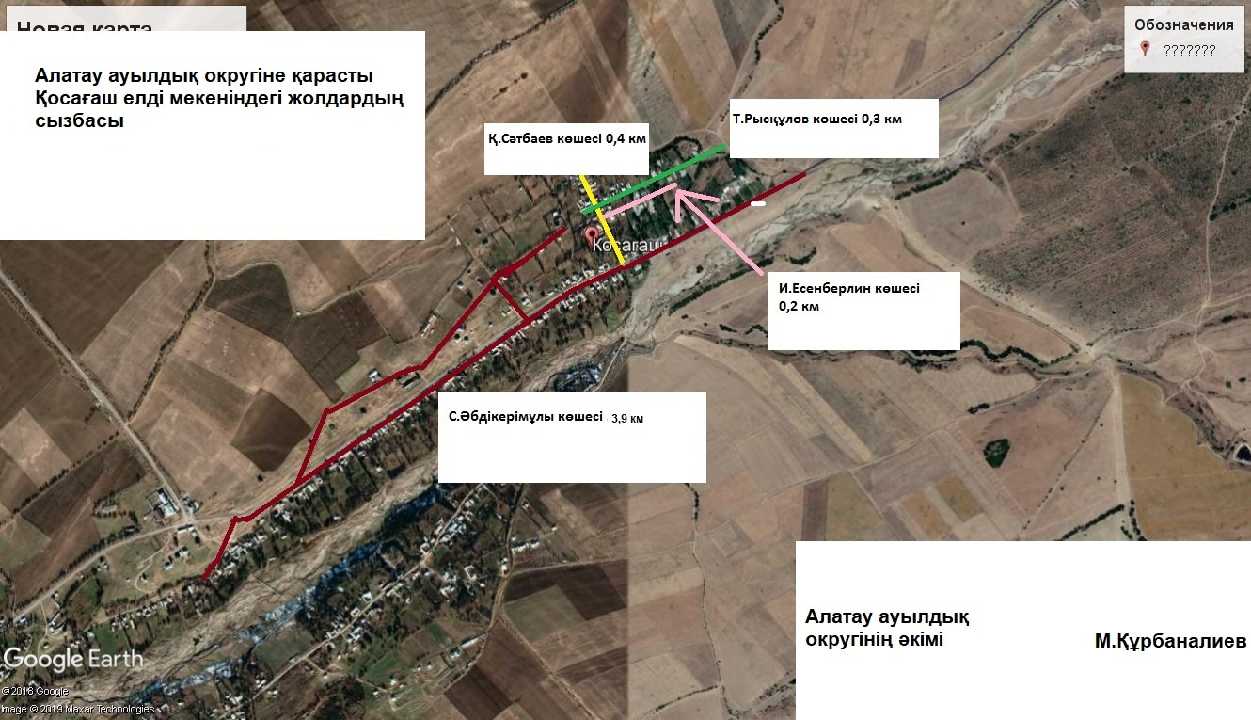 Новая карта
Обозначения
???????
Алатау ауылдық округіне қарасты
Қосағаш елді мекеніндегі жолдардың
сызбасы
Т.Рысқұлов көшесі 0,3 км
Қ.Сәтбаев көшесі 0,4 км
Косагаш
И.Есенберлин көшесі
0,2 км
С.Әбдікерімұлы көшесі 3,9 км
Алатау ауылдық
округінің әкімі
М.Құрбаналиев
Google Earth
© 2018 Google
Image © 2019 Maxar Technologies